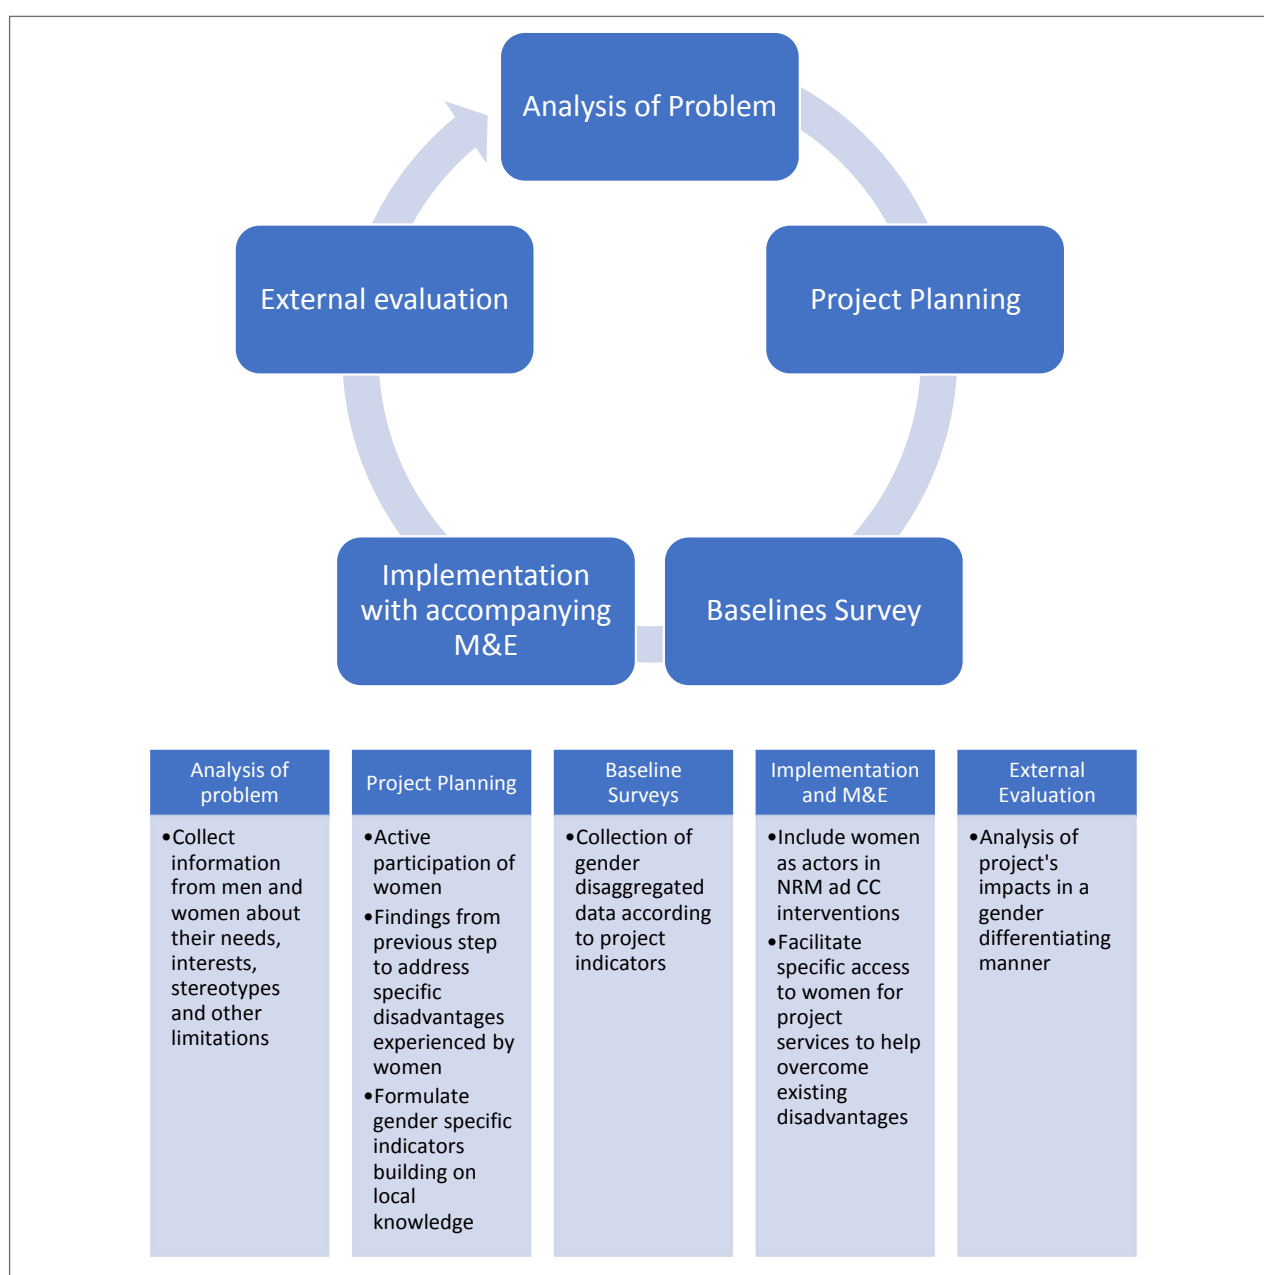 Analysis of Problem
Project Planning
Baselines Survey
Implementation
with accompanying
M&E
External evaluation
Analysis of
problem
•Collect
information
from men and
women about
their needs,
interests,
stereotypes
and other
limitations
Project Planning
•Active
participation of
women
•Findings from
previous step
to address
specific
disadvantages
experienced by
women
•Formulate
gender specific
indicators
building on
local
knowledge
Baseline
Surveys
•Collection of
gender
disaggregated
data according
to project
indicators
Implementation
and M&E
•Include women
as actors in
NRM ad CC
interventions
•Facilitate
specific access
to women for
project
services to help
overcome
existing
disadvantages
External
Evaluation
•Analysis of
project's
impacts in a
gender
differentiating
manner